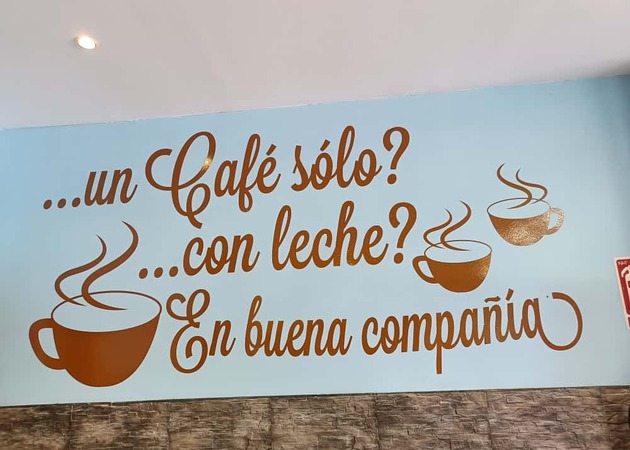 ...un Café sólo?
...con leche?
En buena compañía